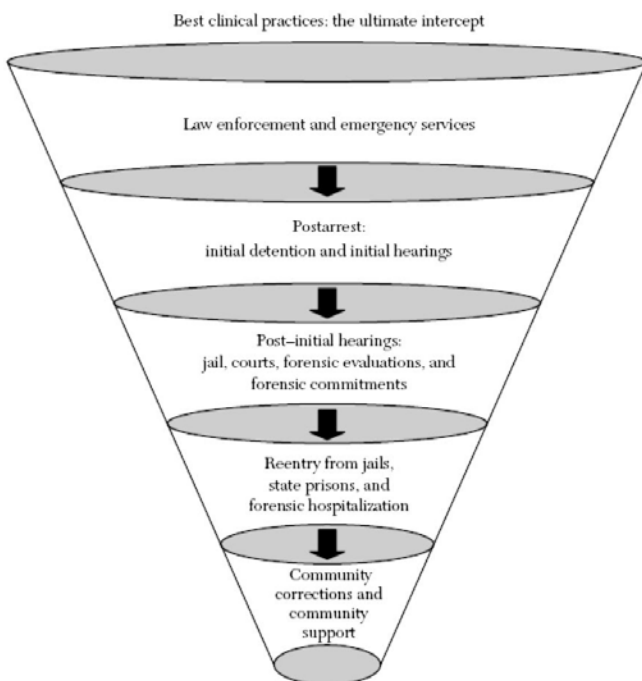 Best clinical practices: the ultimate intercept
Law enforcement and emergency services
Postarrest:
initial detention and initial hearings
Post–initial hearings:
jail, courts, forensic evaluations, and
forensic commitments
Reentry from jails,
state prisons, and
forensic hospitalization
Community
corrections and
community
support